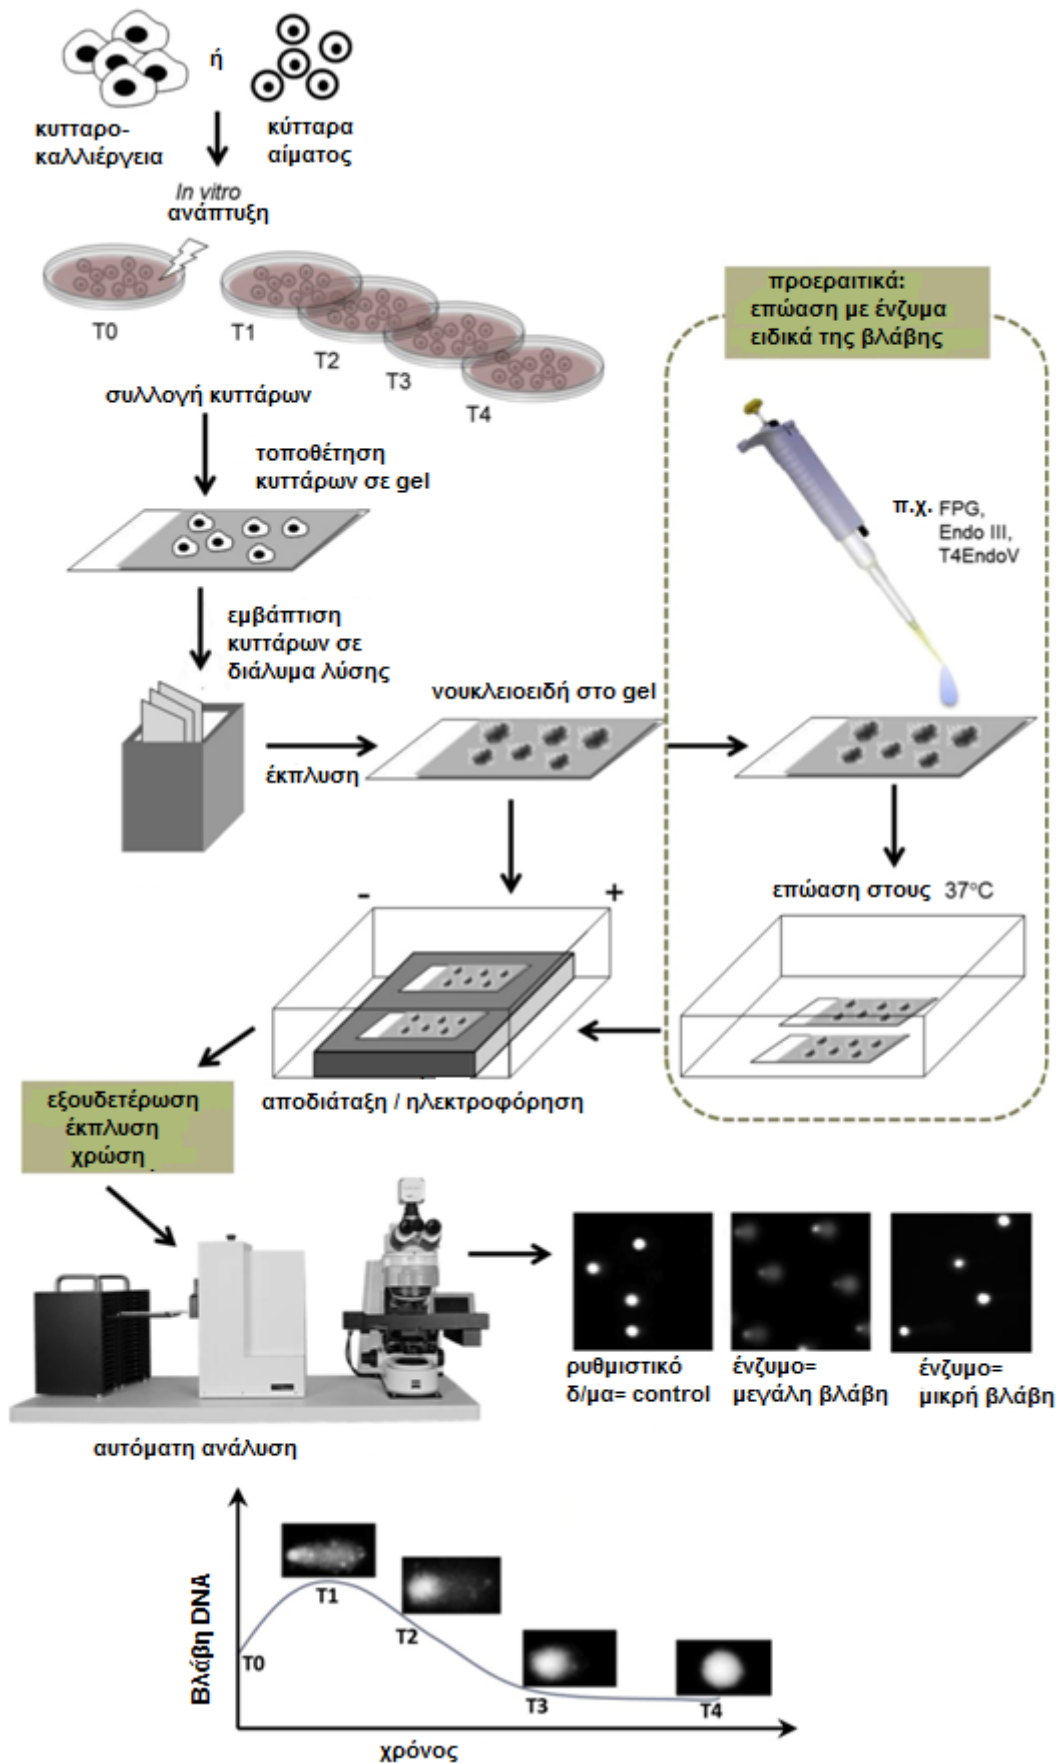 ή
κυτταρο-
καλλιέργεια
κύτταρα
αίματος
In vitro
ανάπτυξη
T0
T1
T2
T3
T4
συλλογή κυττάρων
τοποθέτηση
κυττάρων σε gel
εμβάπτιση
κυττάρων σε
διάλυμα λύσης
έκπλυση
νουκλειοειδή στο gel
προεραιτικά:
επώαση με ένζυμα
ειδικά της βλάβης
π.χ. FPG,
Endo III,
T4EndoV
επώαση στους 37°C
-
+
αποδιάταξη / ηλεκτροφόρηση
εξουδετέρωση
έκπλυση
χρώση
αυτόματη ανάλυση
ρυθμιστικό
δ/μα= control
ένζυμο=
μεγάλη βλάβη
ένζυμο=
μικρή βλάβη
Βλάβη DNA
T0
T1
T2
T3
T4
χρόνος